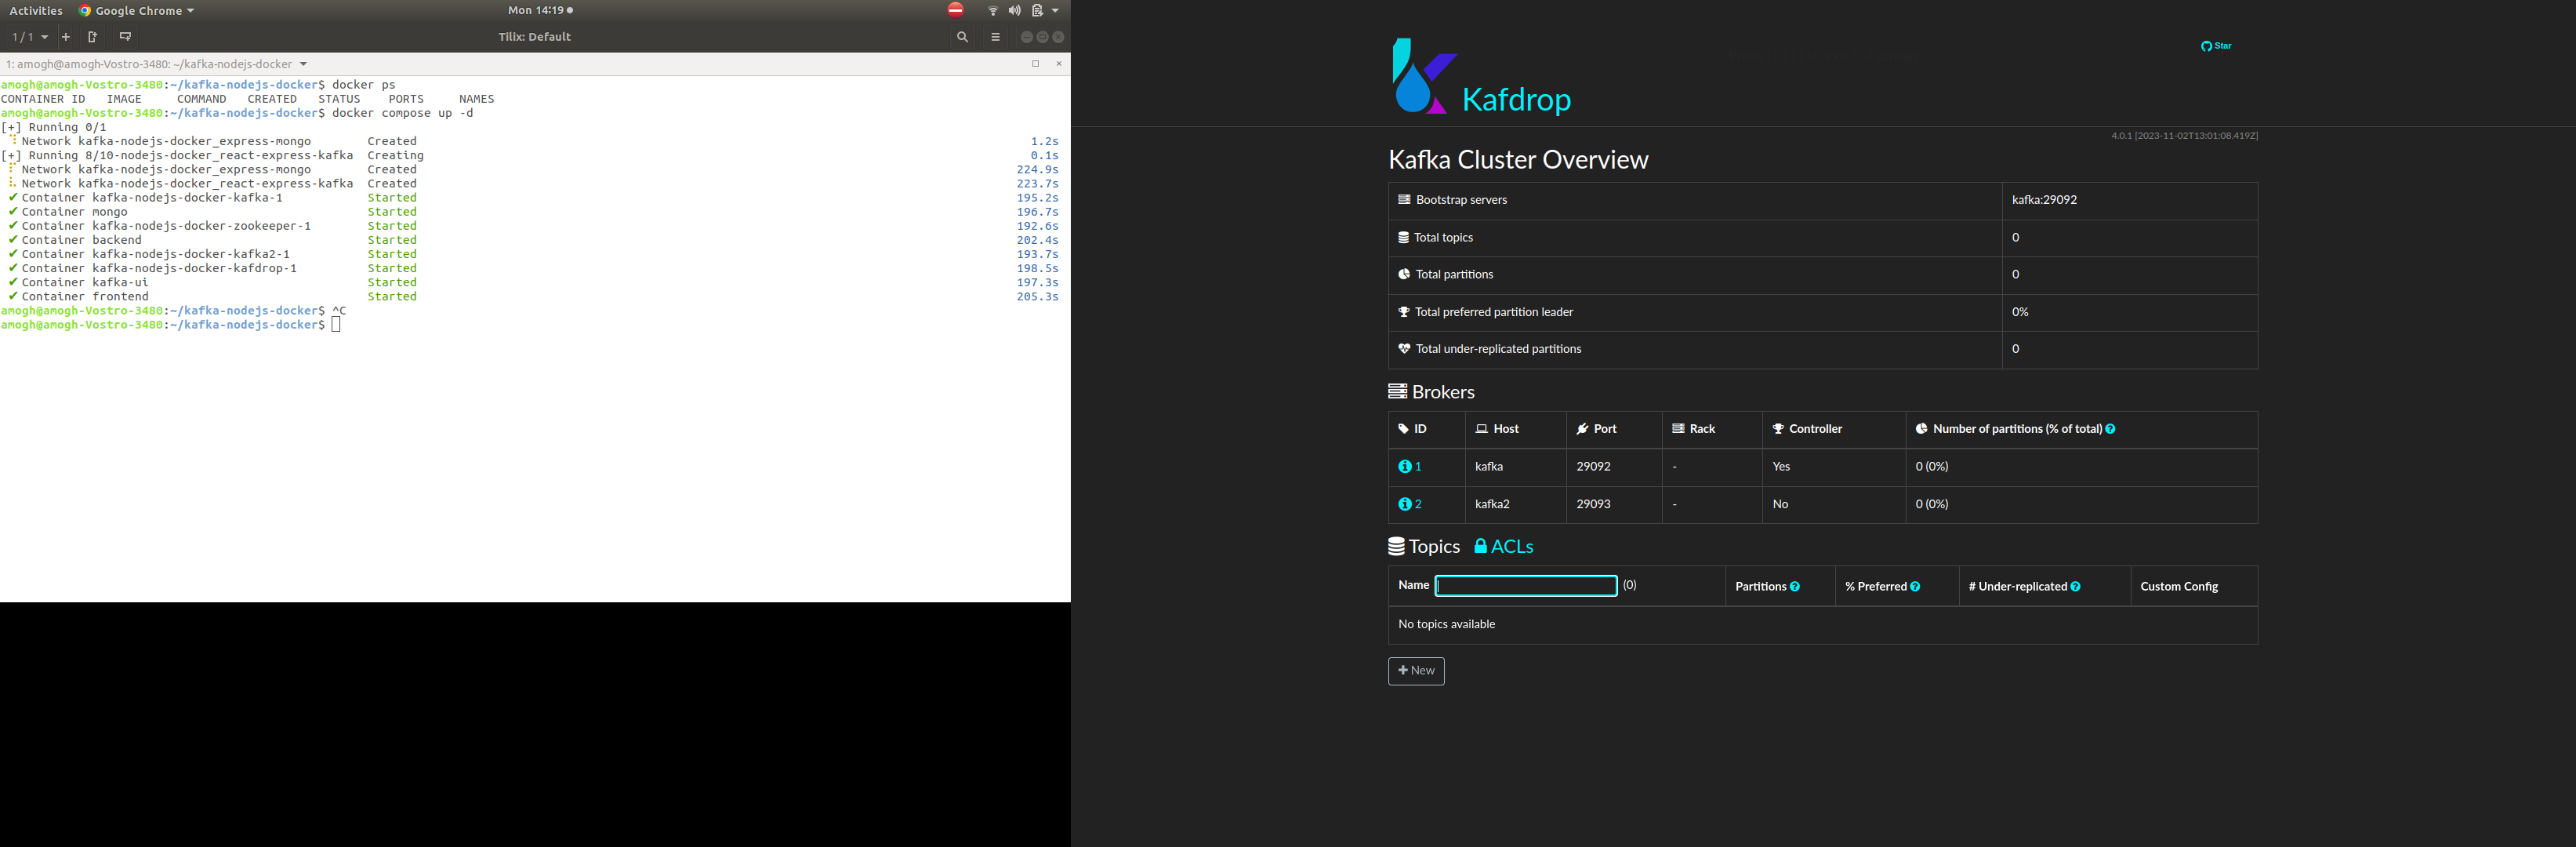 Activities Google Chrome Mon 14:19
1 / 1 Tilix: Default
1: amogh@amogh-Vostro-3480: ~/kafka-nodejs-docker
amogh@amogh-Vostro-3480:~/kafka-nodejs-docker$ docker ps
CONTAINER ID IMAGE COMMAND CREATED STATUS PORTS NAMES
amogh@amogh-Vostro-3480:~/kafka-nodejs-docker$ docker compose up -d
[+] Running 0/1
Network kafka-nodejs-docker_express-mongo Created 1.2s
[+] Running 8/10-nodejs-docker_react-express-kafka Creating 0.1s
Network kafka-nodejs-docker_express-mongo Created 224.9s
Network kafka-nodejs-docker_react-express-kafka Created 223.7s
✔ Container kafka-nodejs-docker-kafka-1 Started 195.2s
✔ Container mongo Started 196.7s
✔ Container kafka-nodejs-docker-zookeeper-1 Started 192.6s
✔ Container backend Started 202.4s
✔ Container kafka-nodejs-docker-kafka2-1 Started 193.7s
✔ Container kafka-nodejs-docker-kafdrop-1 Started 198.5s
✔ Container kafka-ui Started 197.3s
✔ Container frontend Started 205.3s
amogh@amogh-Vostro-3480:~/kafka-nodejs-docker$ ^C
amogh@amogh-Vostro-3480:~/kafka-nodejs-docker$
Star
Kafdrop
4.0.1 [2023-11-02T13:01:08.419Z]
Kafka Cluster Overview
Bootstrap servers kafka:29092
Total topics 0
Total partitions 0
Total preferred partition leader 0%
Total under-replicated partitions 0
Brokers
ID Host Port Rack Controller Number of partitions (% of total)
1 kafka 29092 - Yes 0 (0%)
2 kafka2 29093 - No 0 (0%)
Topics ACLs
Name (0) Partitions % Preferred # Under-replicated Custom Config
No topics available
+ New